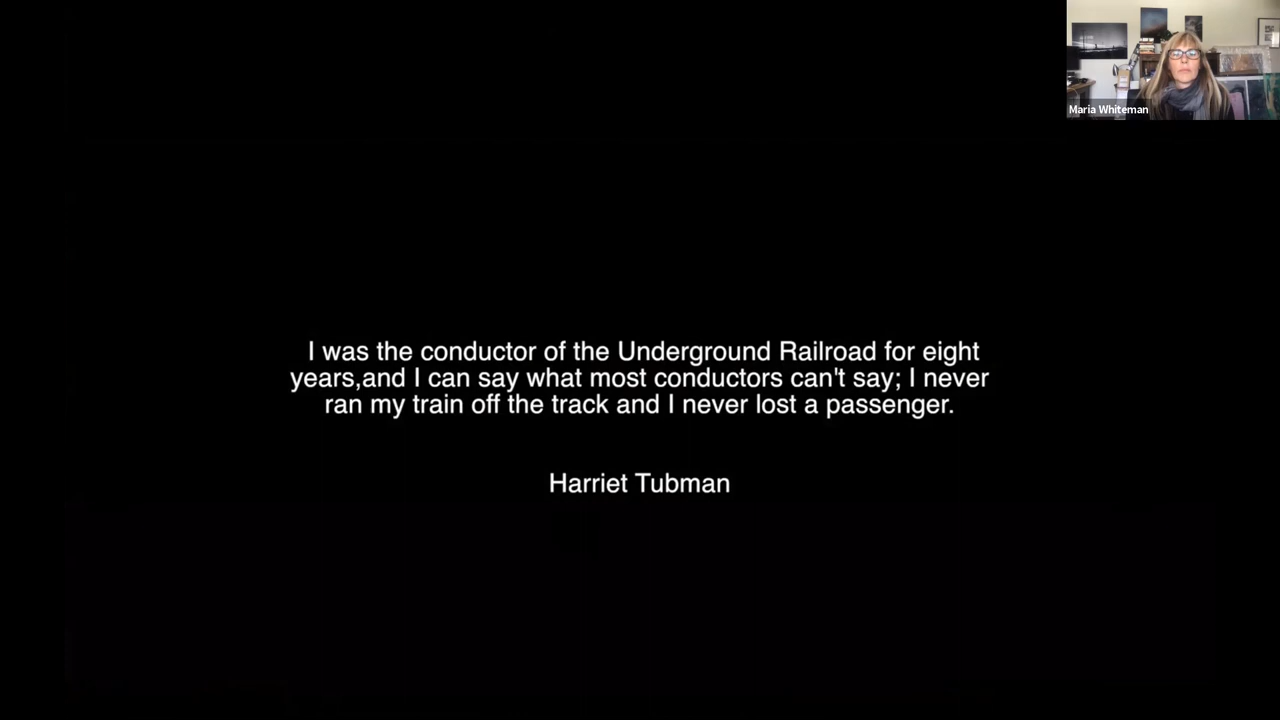 Maria Whiteman
I was the conductor of the Underground Railroad for eight
years,and I can say what most conductors can't say; I never
ran my train off the track and I never lost a passenger.
Harriet Tubman